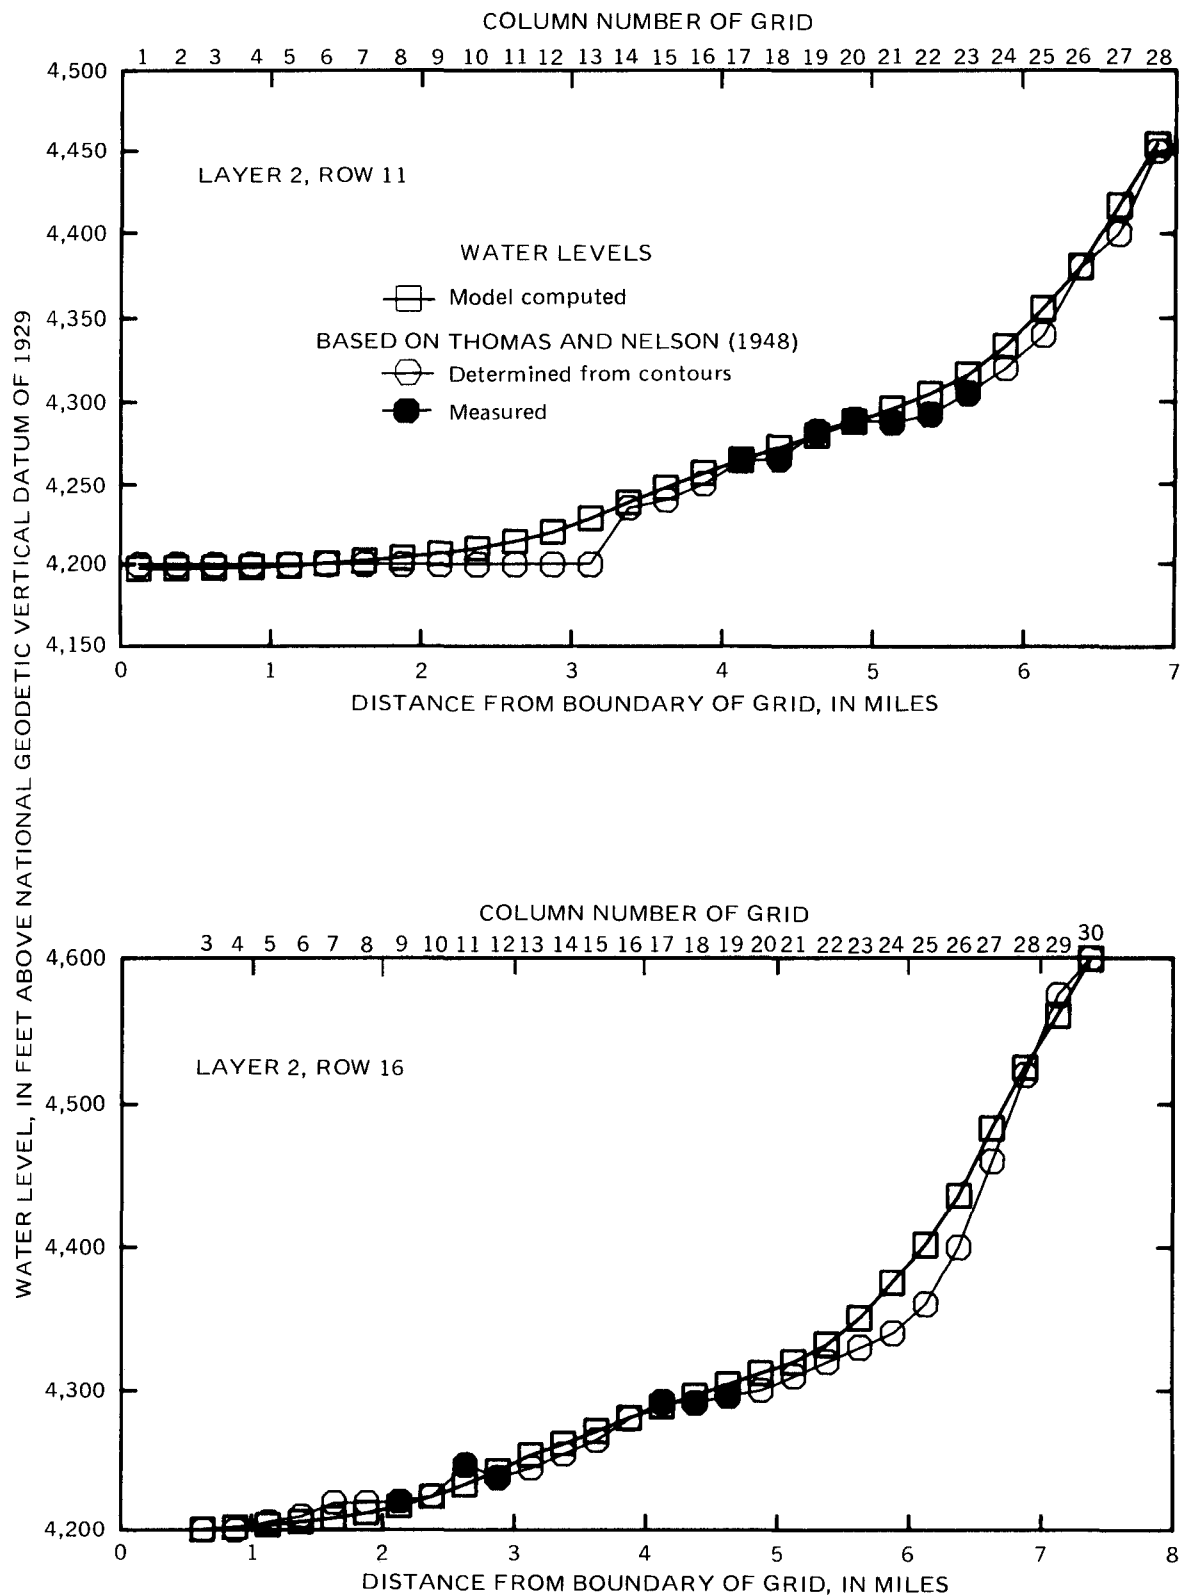 COLUMN NUMBER OF GRID
1 2 3 4 5 6 7 8 9 10 11 12 13 14 15 16 17 18 19 20 21 22 23 24 25 26 27 28
4,500
4,450
LAYER 2, ROW 11
4,400
WATER LEVELS
Model computed
4,350
BASED ON THOMAS AND NELSON (1948)
Determined from contours
4,300
Measured
4,250
4,200
4,150
0 1 2 3 4 5 6 7
DISTANCE FROM BOUNDARY OF GRID, IN MILES
WATER LEVEL, IN FEET ABOVE NATIONAL GEODETIC VERTICAL DATUM OF 1929
COLUMN NUMBER OF GRID
3 4 5 6 7 8 9 10 11 12 13 14 15 16 17 18 19 20 21 22 23 24 25 26 27 28 29 30
4,600
LAYER 2, ROW 16
4,500
4,400
4,300
4,200
0 1 2 3 4 5 6 7 8
DISTANCE FROM BOUNDARY OF GRID, IN MILES